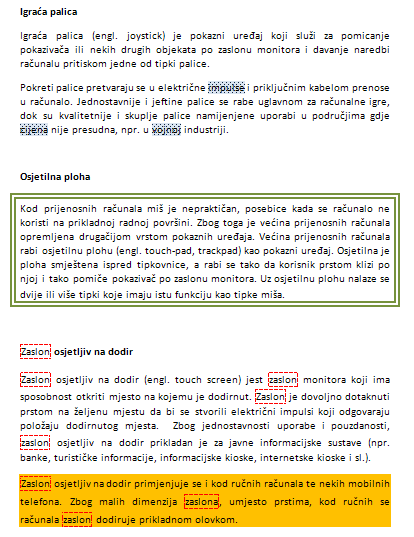 Igraća palica
Igraća palica (engl. joystick) je pokazni uređaj koji služi za pomicanje
pokazivača ili nekih drugih objekata po zaslonu monitora i davanje naredbi
računalu pritiskom jedne od tipki palice.
Pokreti palice pretvaraju se u električne impulse i priključnim kabelom prenose
u računalo. Jednostavnije i jeftine palice se rabe uglavnom za računalne igre,
dok su kvalitetnije i skuplje palice namijenjene uporabi u područjima gdje
cijena nije presudna, npr. u vojnoj industriji.
Osjetilna ploha
Kod prijenosnih računala miš je nepraktičan, posebice kada se računalo ne
koristi na prikladnoj radnoj površini. Zbog toga je većina prijenosnih računala
opremljena drugačijom vrstom pokaznih uređaja. Većina prijenosnih računala
rabi osjetilnu plohu (engl. touch-pad, trackpad) kao pokazni uređaj. Osjetilna je
ploha smještena ispred tipkovnice, a rabi se tako da korisnik prstom klizi po
njoj i tako pomiče pokazivač po zaslonu monitora. Uz osjetilnu plohu nalaze se
dvije ili više tipki koje imaju istu funkciju kao tipke miša.
Zaslon osjetljiv na dodir
Zaslon osjetljiv na dodir (engl. touch screen) jest zaslon monitora koji ima
sposobnost otkriti mjesto na kojemu je dodirnut. Zaslon je dovoljno dotaknuti
prstom na željenu mjestu da bi se stvorili električni impulsi koji odgovaraju
položaju dodirnutog mjesta. Zbog jednostavnosti uporabe i pouzdanosti,
zaslon osjetljiv na dodir prikladan je za javne informacijske sustave (npr.
banke, turističke informacije, informacijske kioske, internetske kioske i sl.).
Zaslon osjetljiv na dodir primjenjuje se i kod ručnih računala te nekih mobilnih
telefona. Zbog malih dimenzija zaslona, umjesto prstima, kod ručnih se
računala zaslon dodiruje prikladnom olovkom.